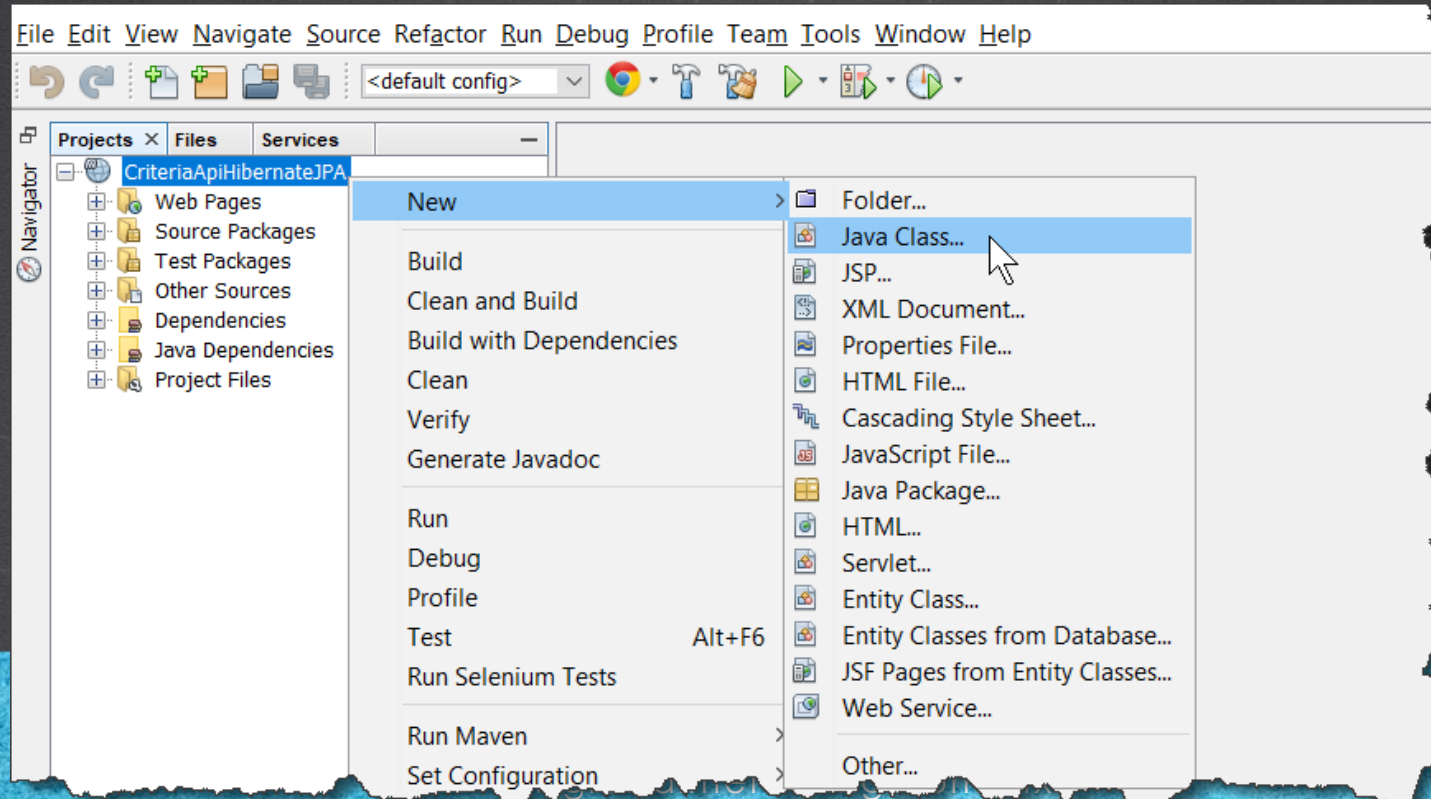 File Edit View Navigate Source Refactor Run Debug Profile Team Tools Window Help
<default config>
Projects Files Services
Navigator
CriteriaApiHibernateJPA
Web Pages
Source Packages
Test Packages
Other Sources
Dependencies
Java Dependencies
Project Files
New
Build
Clean and Build
Build with Dependencies
Clean
Verify
Generate Javadoc
Run
Debug
Profile
Test Alt+F6
Run Selenium Tests
Run Maven
Set Configuration
Folder...
Java Class...
JSP...
XML Document...
Properties File...
HTML File...
Cascading Style Sheet...
JavaScript File...
Java Package...
HTML...
Servlet...
Entity Class...
Entity Classes from Database...
JSF Pages from Entity Classes...
Web Service...
Other...